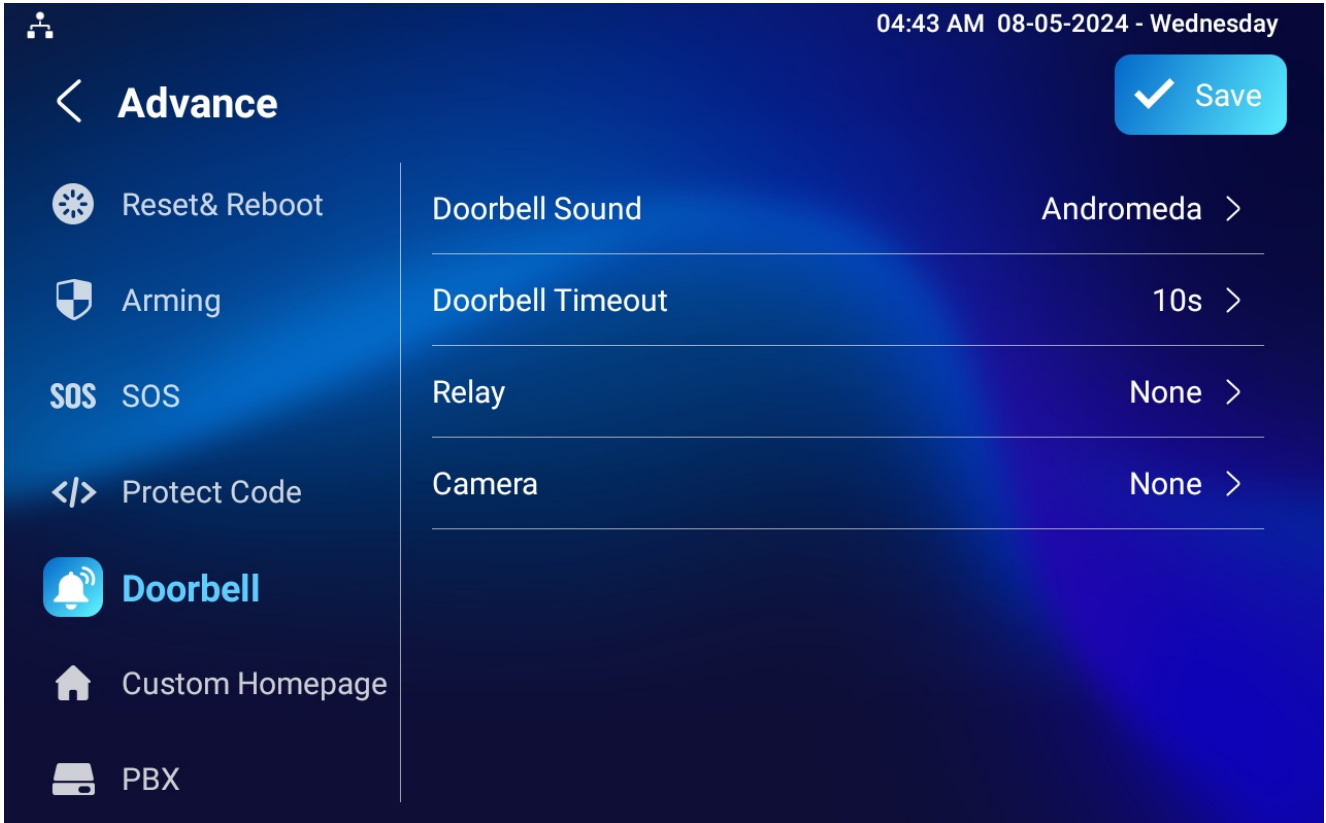 04:43 AM 08-05-2024 - Wednesday
Advance
Save
Reset& Reboot
Arming
SOS SOS
Protect Code
Doorbell
Custom Homepage
PBX
Doorbell Sound Andromeda
Doorbell Timeout 10s
Relay None
Camera None